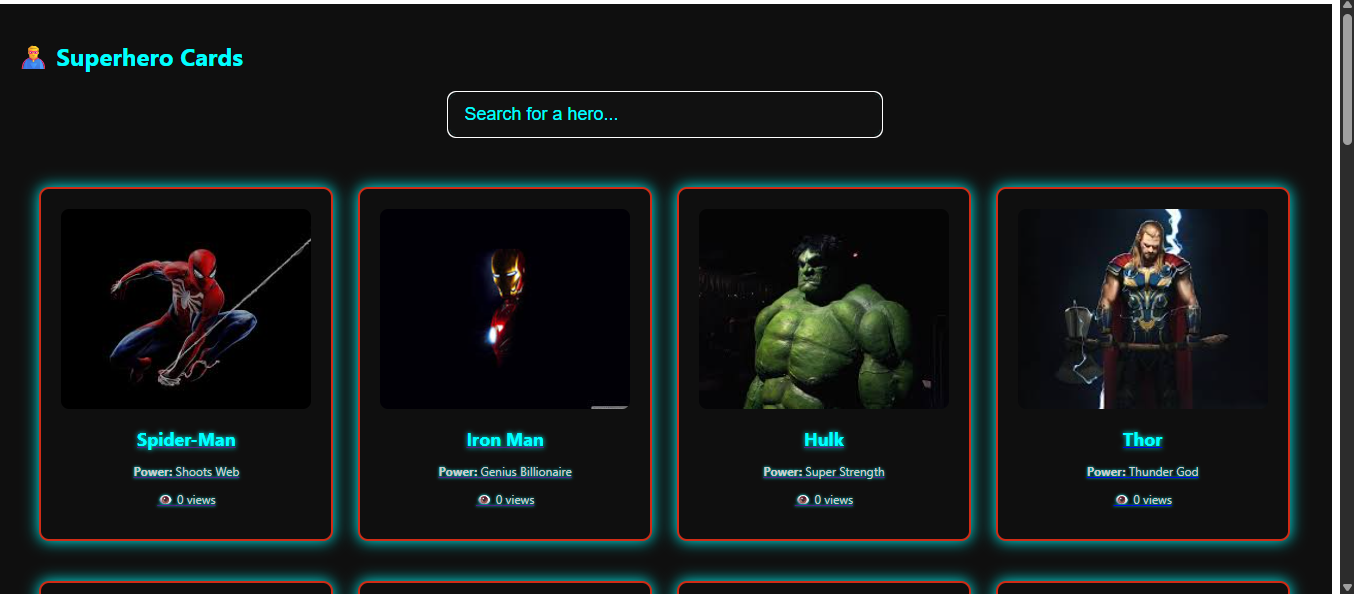 🦸‍♂️ Superhero Cards
Search for a hero...
Spider-Man
Power: Shoots Web
👁️ 0 views
Iron Man
Power: Genius Billionaire
👁️ 0 views
Hulk
Power: Super Strength
👁️ 0 views
Thor
Power: Thunder God
👁️ 0 views